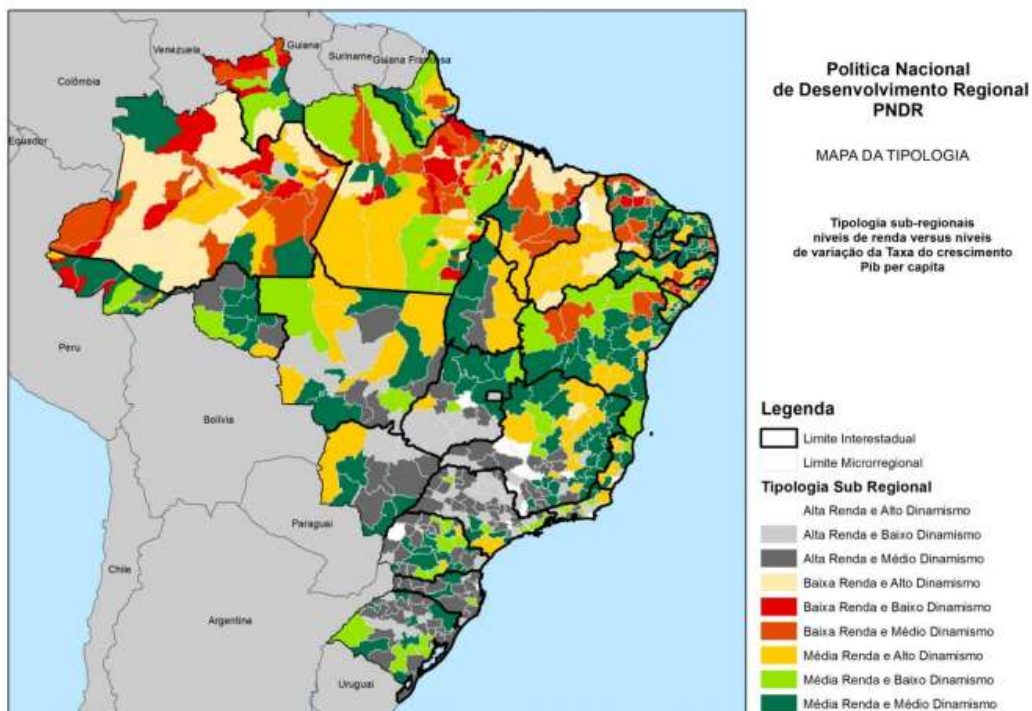 Politica Nacional
de Desenvolvimento Regional
PNDR
MAPA DA TIPOLOGIA
Tipologia sub-regionais
niveis de renda versus niveis
de variação da Taxa do crescimento
Pib per capita
Venezuela
Guiana
Suriname
Guiana Francesa
Colômbia
Equador
Peru
Bolívia
Paraguai
Chile
Argentina
Uruguai
Legenda
Limite Interestadual
Limite Microrregional
Tipologia Sub Regional
Alta Renda e Alto Dinamismo
Alta Renda e Baixo Dinamismo
Alta Renda e Médio Dinamismo
Baixa Renda e Alto Dinamismo
Baixa Renda e Baixo Dinamismo
Baixa Renda e Médio Dinamismo
Média Renda e Alto Dinamismo
Média Renda e Baixo Dinamismo
Média Renda e Médio Dinamismo